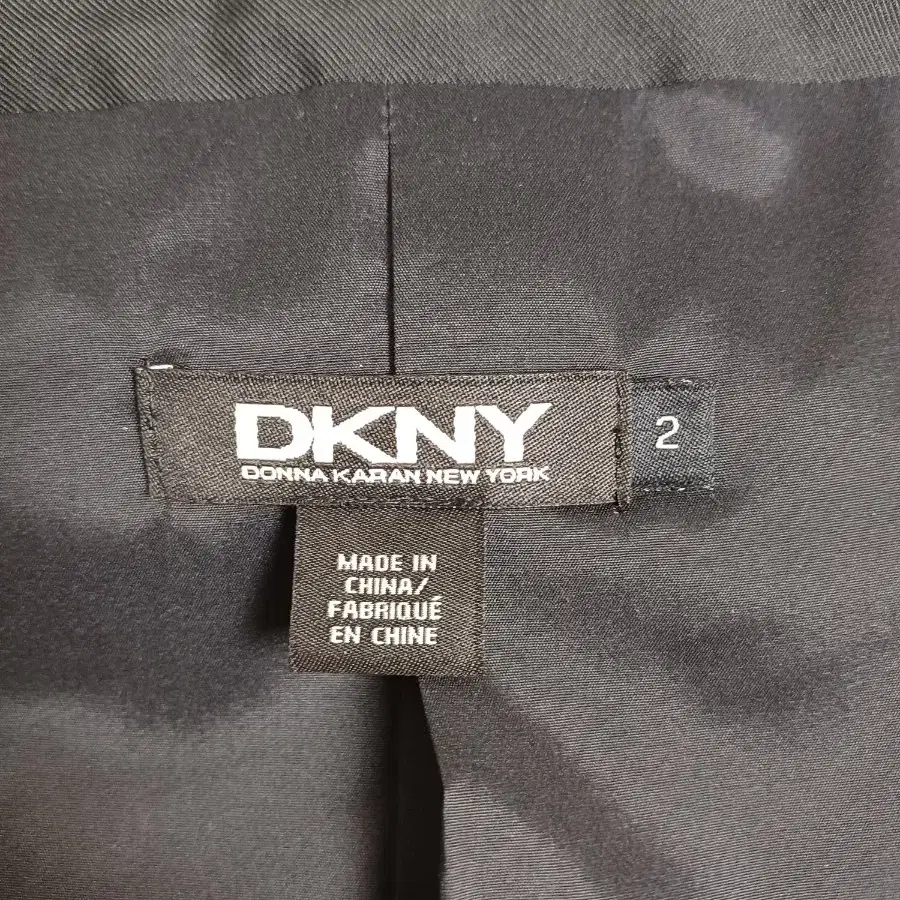 DKNY
DONNA KARAN NEW YORK
2
MADE IN
CHINA/
FABRIQUÉ
EN CHINE